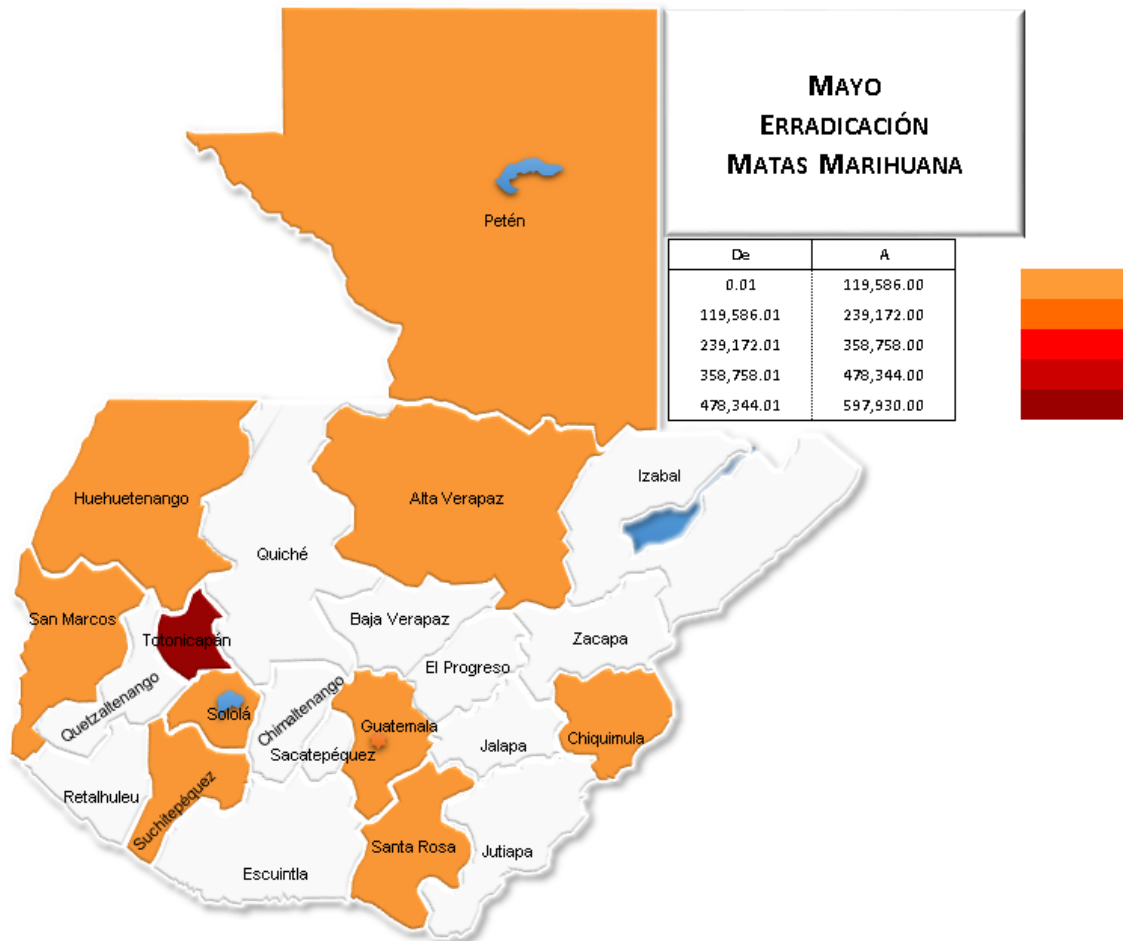 MAYO
ERRADICACIÓN
MATAS MARIHUANA
De A
0.01 119,586.00
119,586.01 239,172.00
239,172.01 358,758.00
358,758.01 478,344.00
478,344.01 597,930.00
Petén
Izabal
Huehuetenango
Alta Verapaz
Quiché
San Marcos
Totonicapán
Baja Verapaz
Zacapa
El Progreso
Quetzaltenango
Sololá
Chimaltenango
Guatemala
Chiquimula
Sacatepéquez
Jalapa
Retalhuleu
Suchitepéquez
Santa Rosa
Jutiapa
Escuintla